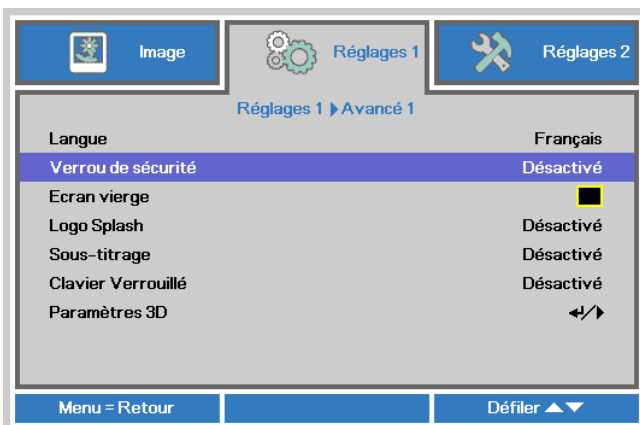 Image
Réglages 1
Réglages 2
Réglages 1 Avancé 1
Langue Français
Verrou de sécurité Désactivé
Ecran vierge
Logo Splash Désactivé
Sous-titrage Désactivé
Clavier Verrouillé Désactivé
Paramètres 3D
Menu = Retour Défiler